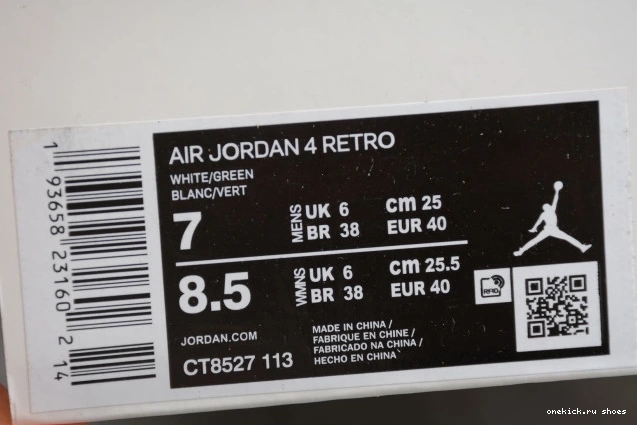 1 93658 23160 2 14
AIR JORDAN 4 RETRO
WHITE/GREEN
BLANC/VERT
7
MENS
UK 6
BR 38
cm 25
EUR 40
8.5
WMNS
UK 6
BR 38
cm 25.5
EUR 40
JORDAN.COM
CT8527 113
MADE IN CHINA /
FABRIQUE EN CHINE /
FABRICADO NA CHINA /
HECHO EN CHINA
RFID
onekick.ru shoes